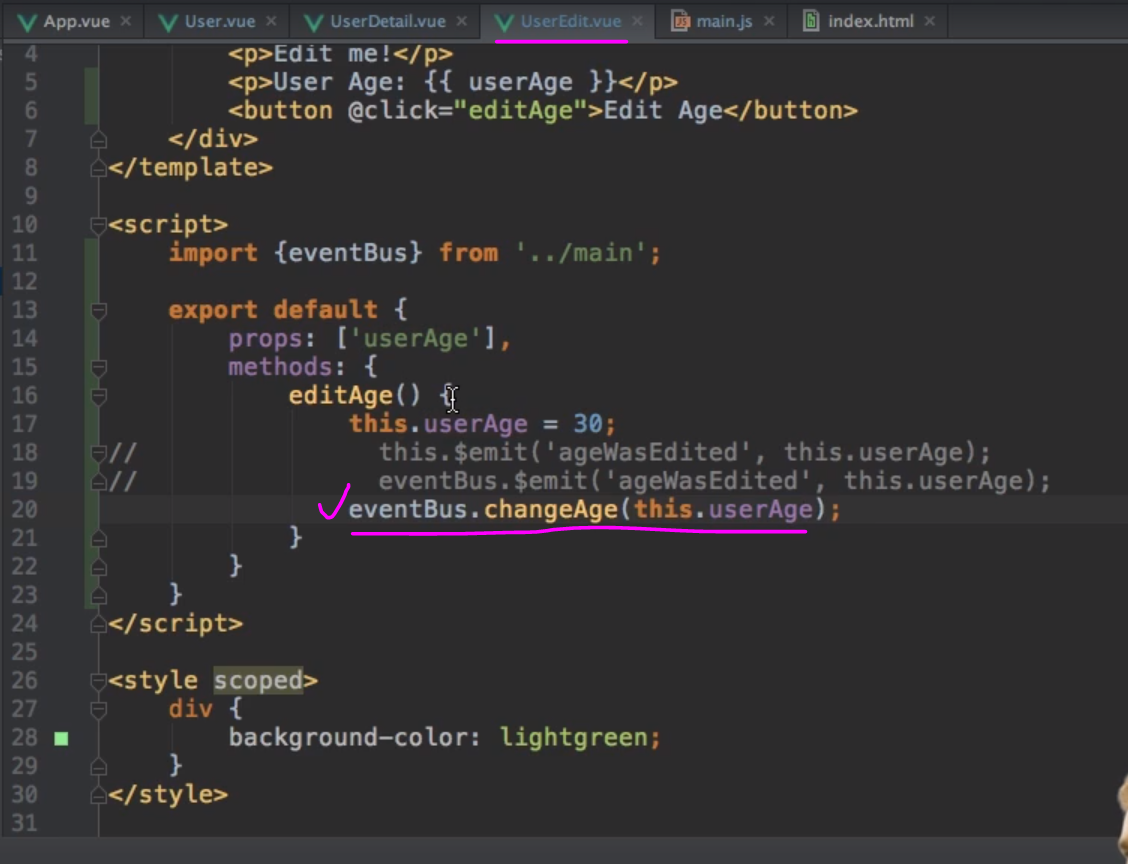 App.vue × User.vue × UserDetail.vue × UserEdit.vue × main.js × index.html ×
4 <p>Edit me!</p>
5 <p>User Age: {{ userAge }}</p>
6 <button @click="editAge">Edit Age</button>
7 </div>
8 </template>
9
10 <script>
11 import {eventBus} from '../main';
12
13 export default {
14 props: ['userAge'],
15 methods: {
16 editAge() {
17 this.userAge = 30;
18 // this.$emit('ageWasEdited', this.userAge);
19 // eventBus.$emit('ageWasEdited', this.userAge);
20 eventBus.changeAge(this.userAge);
21 }
22 }
23 }
24 </script>
25
26 <style scoped>
27 div {
28 background-color: lightgreen;
29 }
30 </style>
31